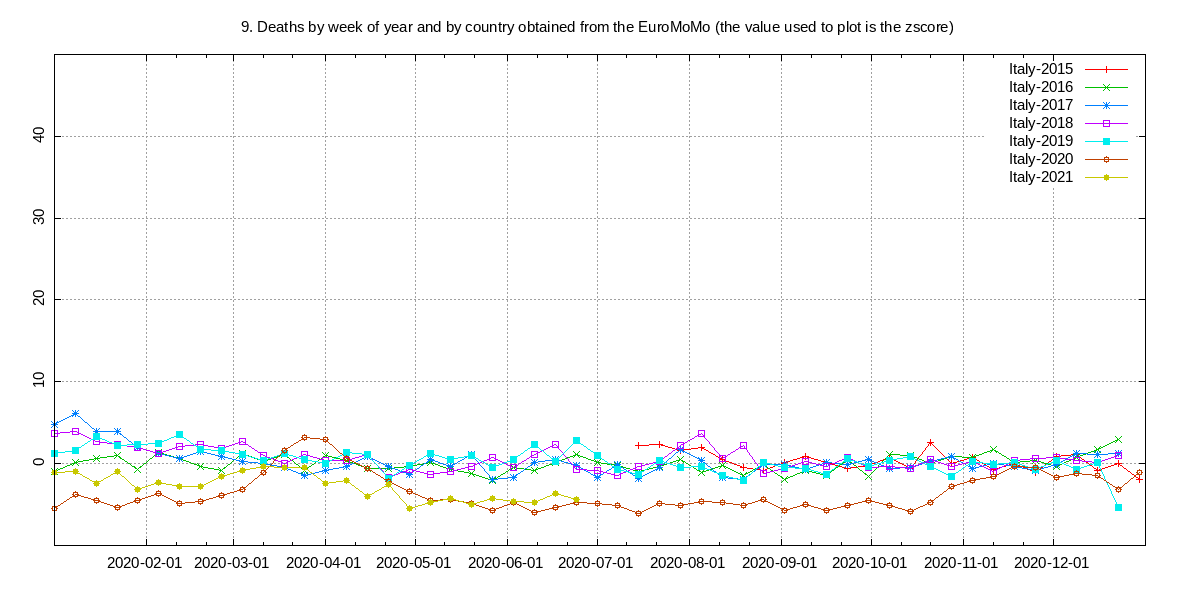 9. Deaths by week of year and by country obtained from the EuroMoMo (the value used to plot is the zscore)
Italy-2015
Italy-2016
Italy-2017
Italy-2018
Italy-2019
Italy-2020
Italy-2021
40
30
20
10
0
2020-02-01 2020-03-01 2020-04-01 2020-05-01 2020-06-01 2020-07-01 2020-08-01 2020-09-01 2020-10-01 2020-11-01 2020-12-01